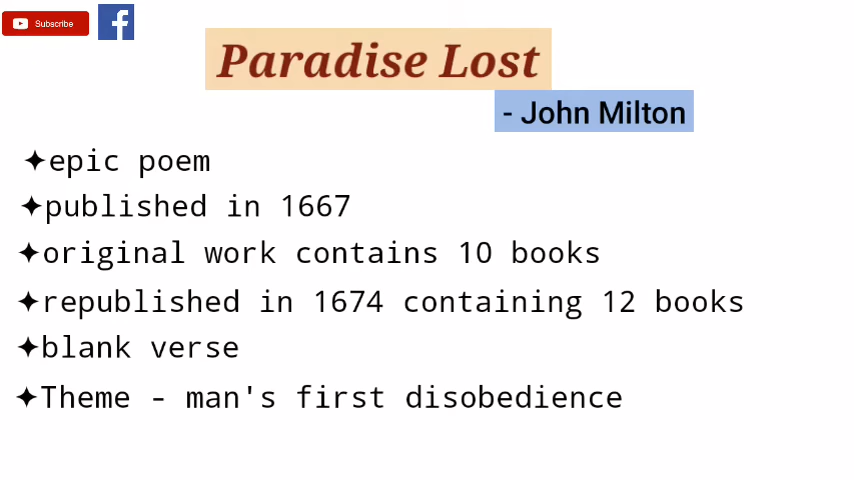 Subscribe
Paradise Lost
- John Milton
✦epic poem
✦published in 1667
✦original work contains 10 books
✦republished in 1674 containing 12 books
✦blank verse
✦Theme - man's first disobedience